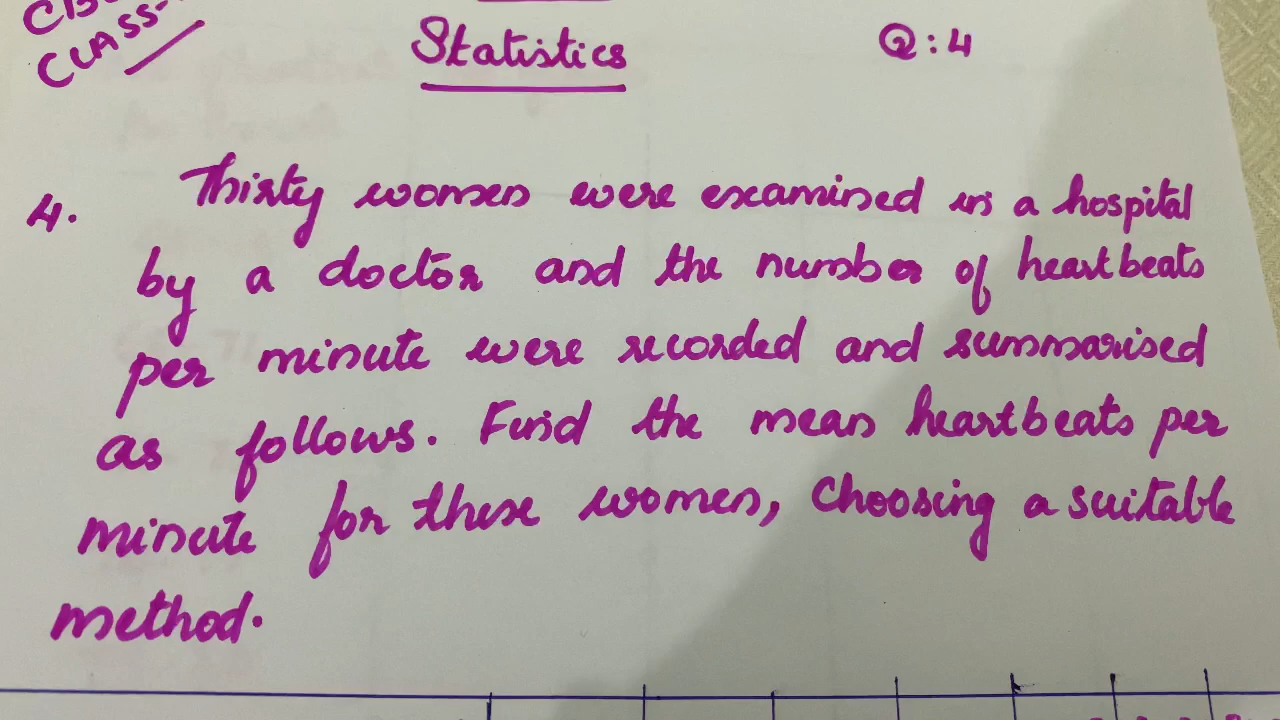 CLASS-
Statistics
Q:4
4. Thirty women were examined in a hospital
by a doctor and the number of heartbeats
per minute were recorded and summarised
as follows. Find the mean heartbeats per
minute for these women, choosing a suitable
method.